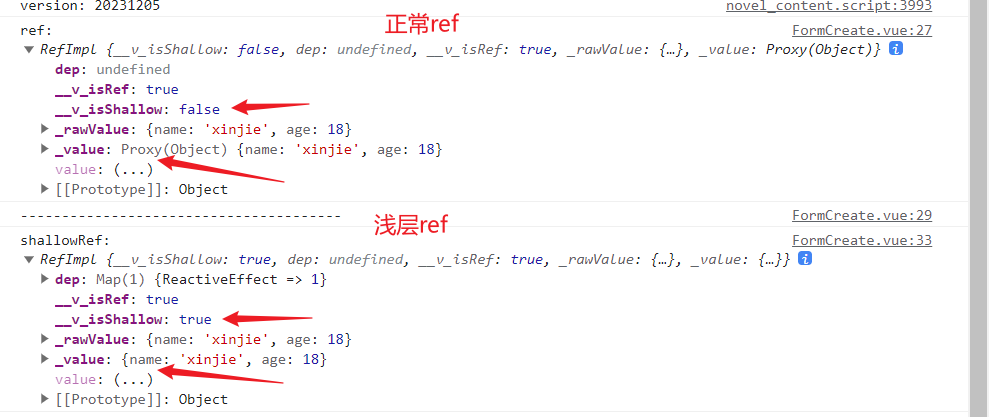 version: 20231205 novel_content.script:3993
ref: 正常ref FormCreate.vue:27
▼ RefImpl {__v_isShallow: false, dep: undefined, __v_isRef: true, _rawValue: {…}, _value: Proxy(Object)} i
dep: undefined
__v_isRef: true
__v_isShallow: false
▶ _rawValue: {name: 'xinjie', age: 18}
▶ _value: Proxy(Object) {name: 'xinjie', age: 18}
value: (...)
▶ [[Prototype]]: Object
--------------------------------------- FormCreate.vue:29
浅层ref
shallowRef: FormCreate.vue:33
▼ RefImpl {__v_isShallow: true, dep: undefined, __v_isRef: true, _rawValue: {…}, _value: {…}} i
▶ dep: Map(1) {ReactiveEffect => 1}
__v_isRef: true
__v_isShallow: true
▶ _rawValue: {name: 'xinjie', age: 18}
▶ _value: {name: 'xinjie', age: 18}
value: (...)
▶ [[Prototype]]: Object